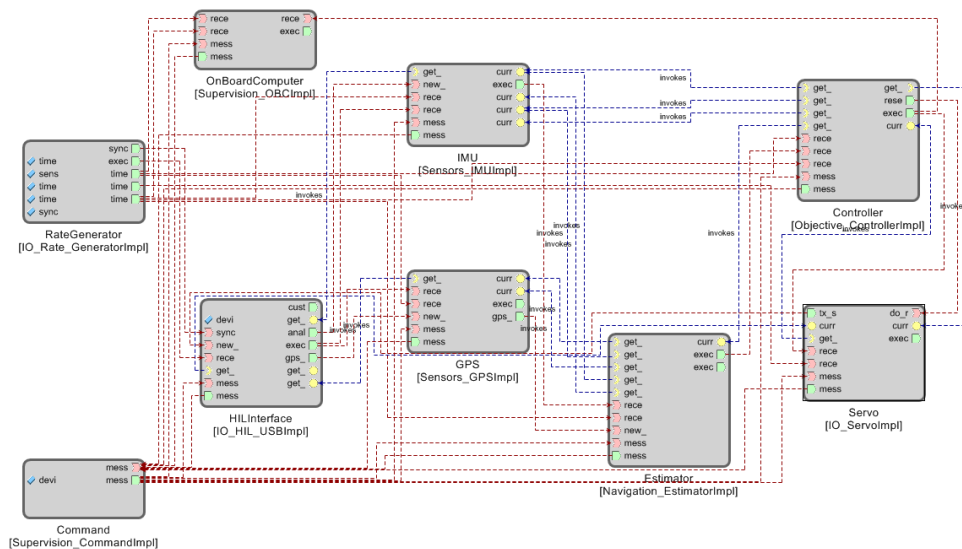 rece rece
rece exec
mess
mess
OnBoardComputer
[Supervision_OBCImpl]
get_ curr
new_ exec
rece curr
rece curr
mess curr
mess
IMU
[Sensors_IMUImpl]
invokes
invokes
invokes
get_ get_
get_ rese
get_ exec
get_ curr
rece
rece
rece
mess
mess
Controller
[Objective_ControllerImpl]
sync
time exec
sens time
time time
time time
sync
RateGenerator
[IO_Rate_GeneratorImpl]
invokes
invokes
invokes
invokes
invokes
invokes
invokes
get_ curr
rece curr
rece exec
new_ gps_
mess
mess
GPS
[Sensors_GPSImpl]
invokes
invokes
invokes
invokes
cust
devi get_
sync anal
new_ exec
rece gps_
get_ get_
mess get_
mess
HILInterface
[IO_HIL_USBImpl]
tx_s do_r
curr curr
get_ exec
rece
rece
mess
mess
Servo
[IO_ServoImpl]
get_ curr
get_ exec
get_ exec
get_
get_
rece
rece
new_
mess
mess
Estimator
[Navigation_EstimatorImpl]
mess
devi mess
Command
[Supervision_CommandImpl]